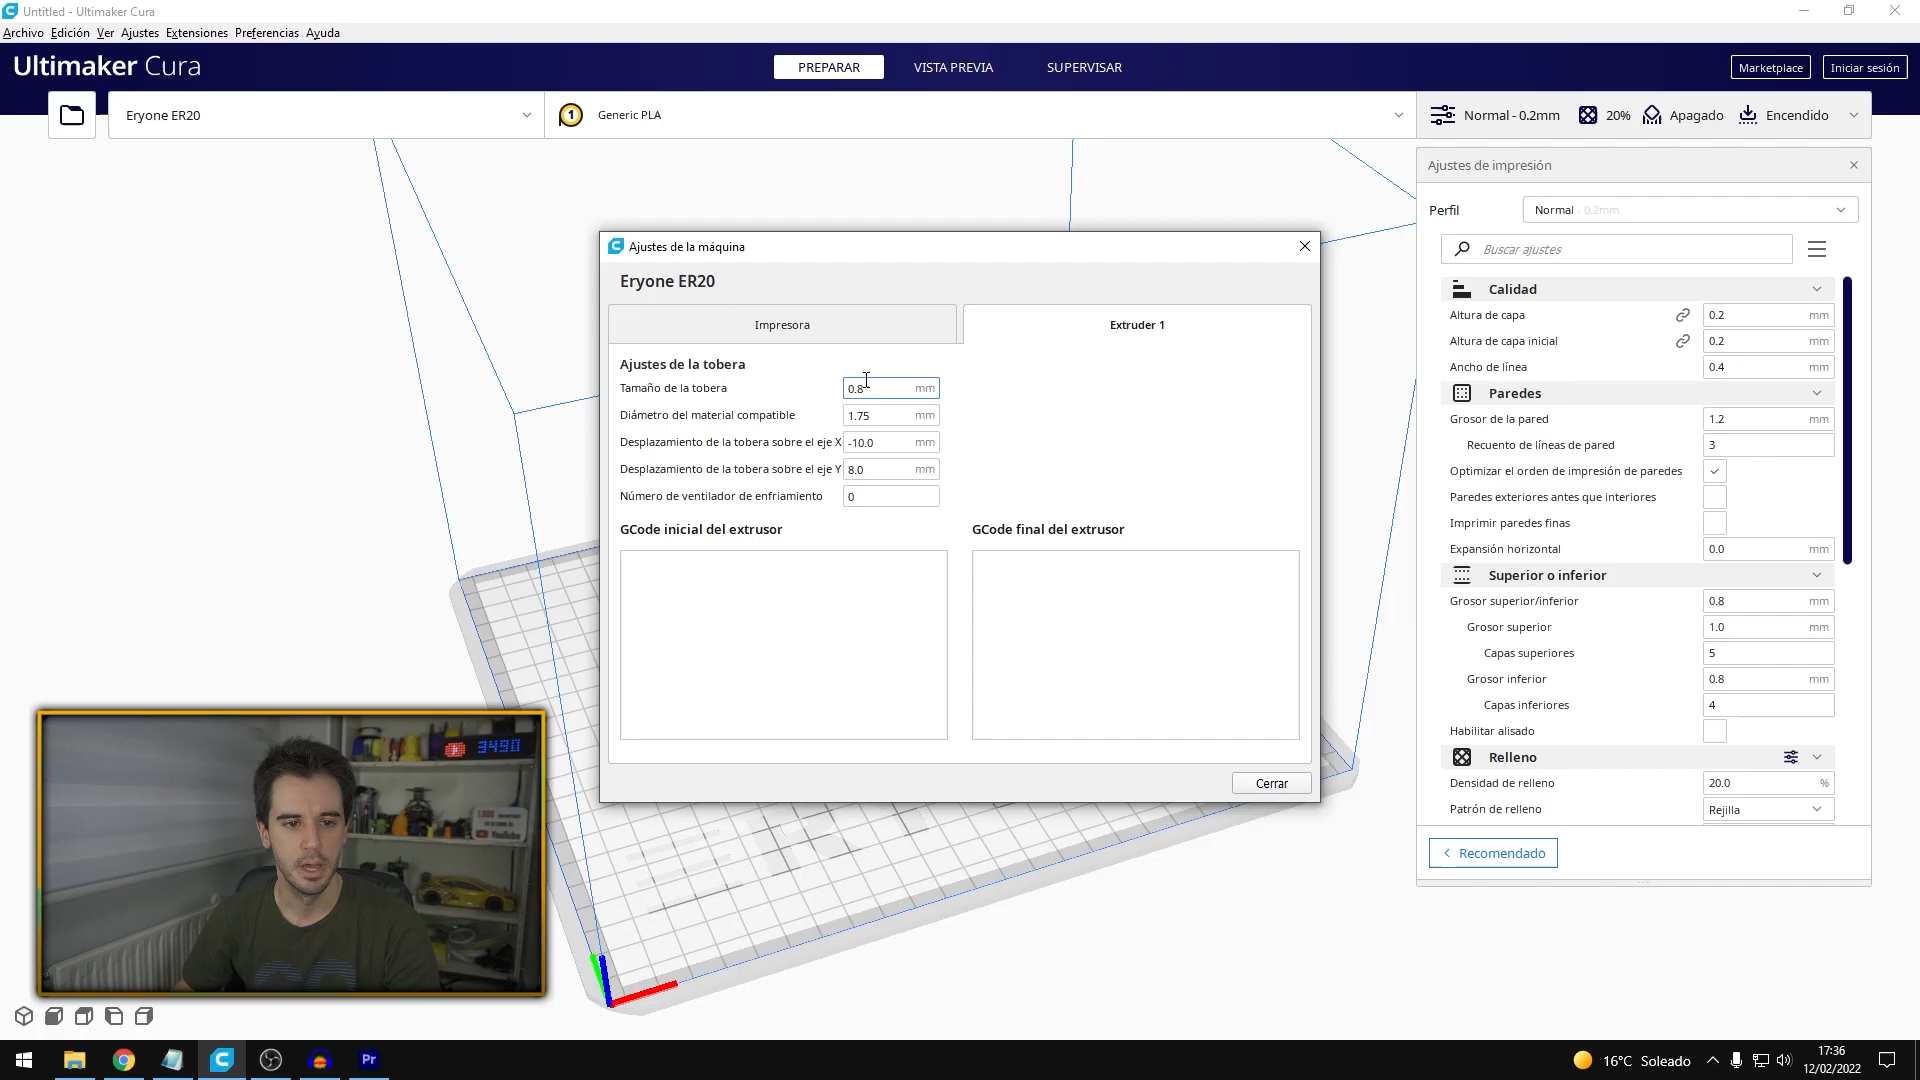 Untitled - Ultimaker Cura
Archivo Edición Ver Ajustes Extensiones Preferencias Ayuda
Ultimaker Cura
PREPARAR
VISTA PREVIA
SUPERVISAR
Marketplace
Iniciar sesión
Eryone ER20
1
Generic PLA
Normal - 0.2mm
20%
Apagado
Encendido
Ajustes de impresión
Perfil
Normal - 0.2mm
Buscar ajustes
Calidad
Altura de capa 0.2 mm
Altura de capa inicial 0.2 mm
Ancho de línea 0.4 mm
Paredes
Grosor de la pared 1.2 mm
Recuento de líneas de pared 3
Optimizar el orden de impresión de paredes
Paredes exteriores antes que interiores
Imprimir paredes finas
Expansión horizontal 0.0 mm
Superior o inferior
Grosor superior/inferior 0.8 mm
Grosor superior 1.0 mm
Capas superiores 5
Grosor inferior 0.8 mm
Capas inferiores 4
Habilitar alisado
Relleno
Densidad de relleno 20.0 %
Patrón de relleno Rejilla
Recomendado
Ajustes de la máquina
Eryone ER20
Impresora
Extruder 1
Ajustes de la tobera
Tamaño de la tobera 0.8 mm
Diámetro del material compatible 1.75 mm
Desplazamiento de la tobera sobre el eje X -10.0 mm
Desplazamiento de la tobera sobre el eje Y 8.0 mm
Número de ventilador de enfriamiento 0
GCode inicial del extrusor
GCode final del extrusor
Cerrar
3490
YouTube
Pr
16°C Soleado
17:36
12/02/2022